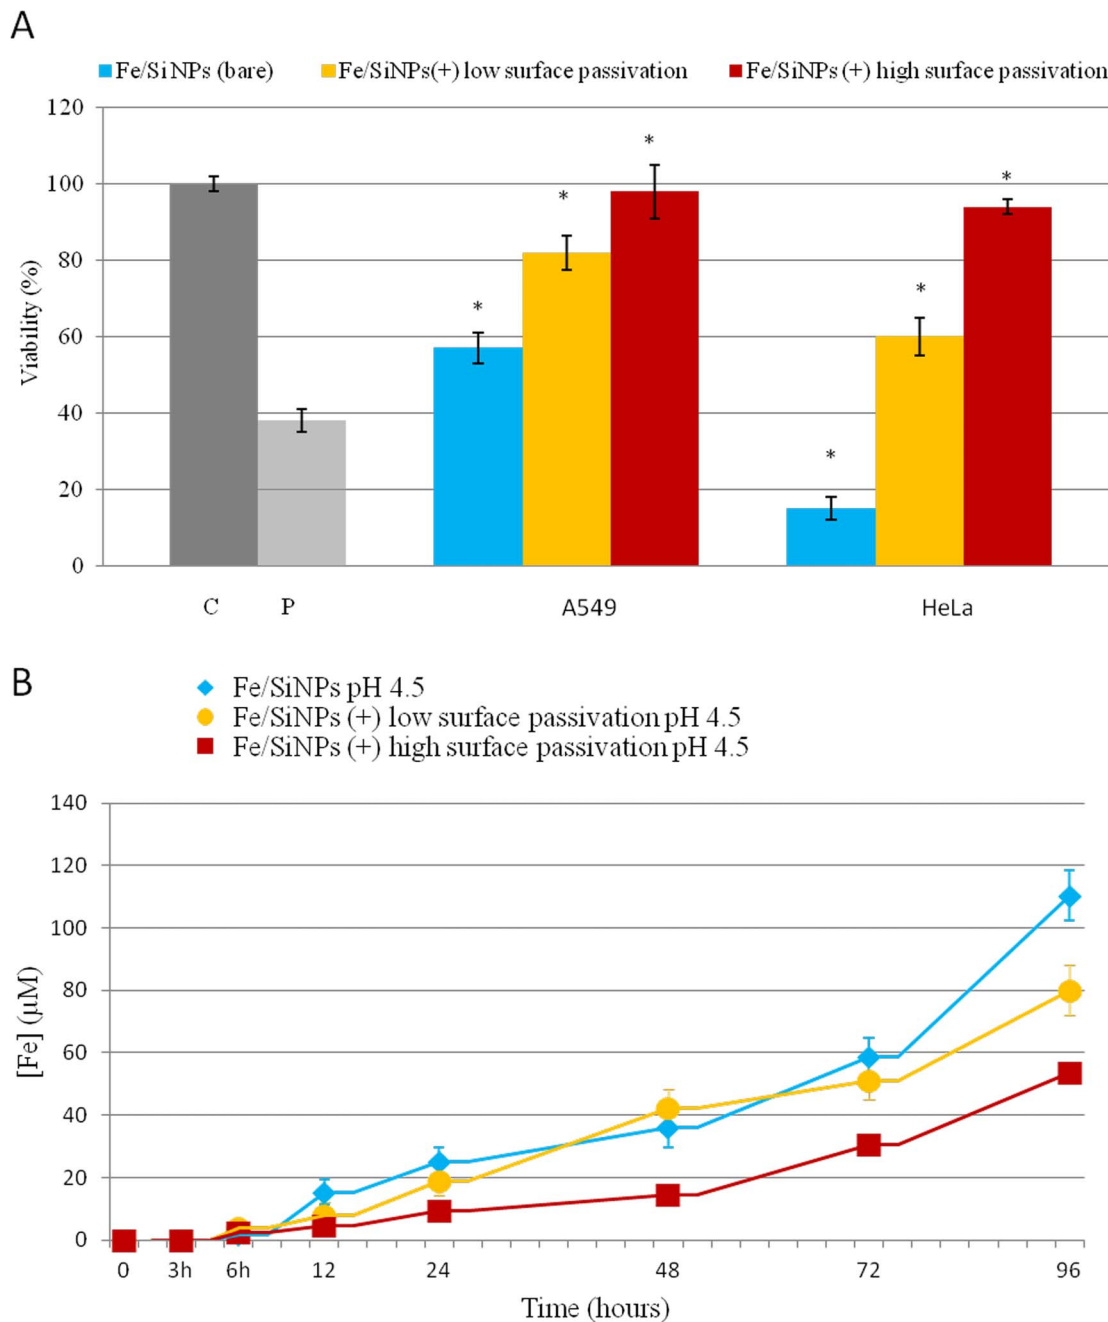 A
Fe/SiNPs (bare) Fe/SiNPs(+) low surface passivation Fe/SiNPs (+) high surface passivation
120
100
80
60
40
20
0
Viability (%)
* * * * * *
C P A549 HeLa
B
Fe/SiNPs pH 4.5
Fe/SiNPs (+) low surface passivation pH 4.5
Fe/SiNPs (+) high surface passivation pH 4.5
140
120
100
80
60
40
20
0
[Fe] (µM)
0 3h 6h 12 24 48 72 96
Time (hours)